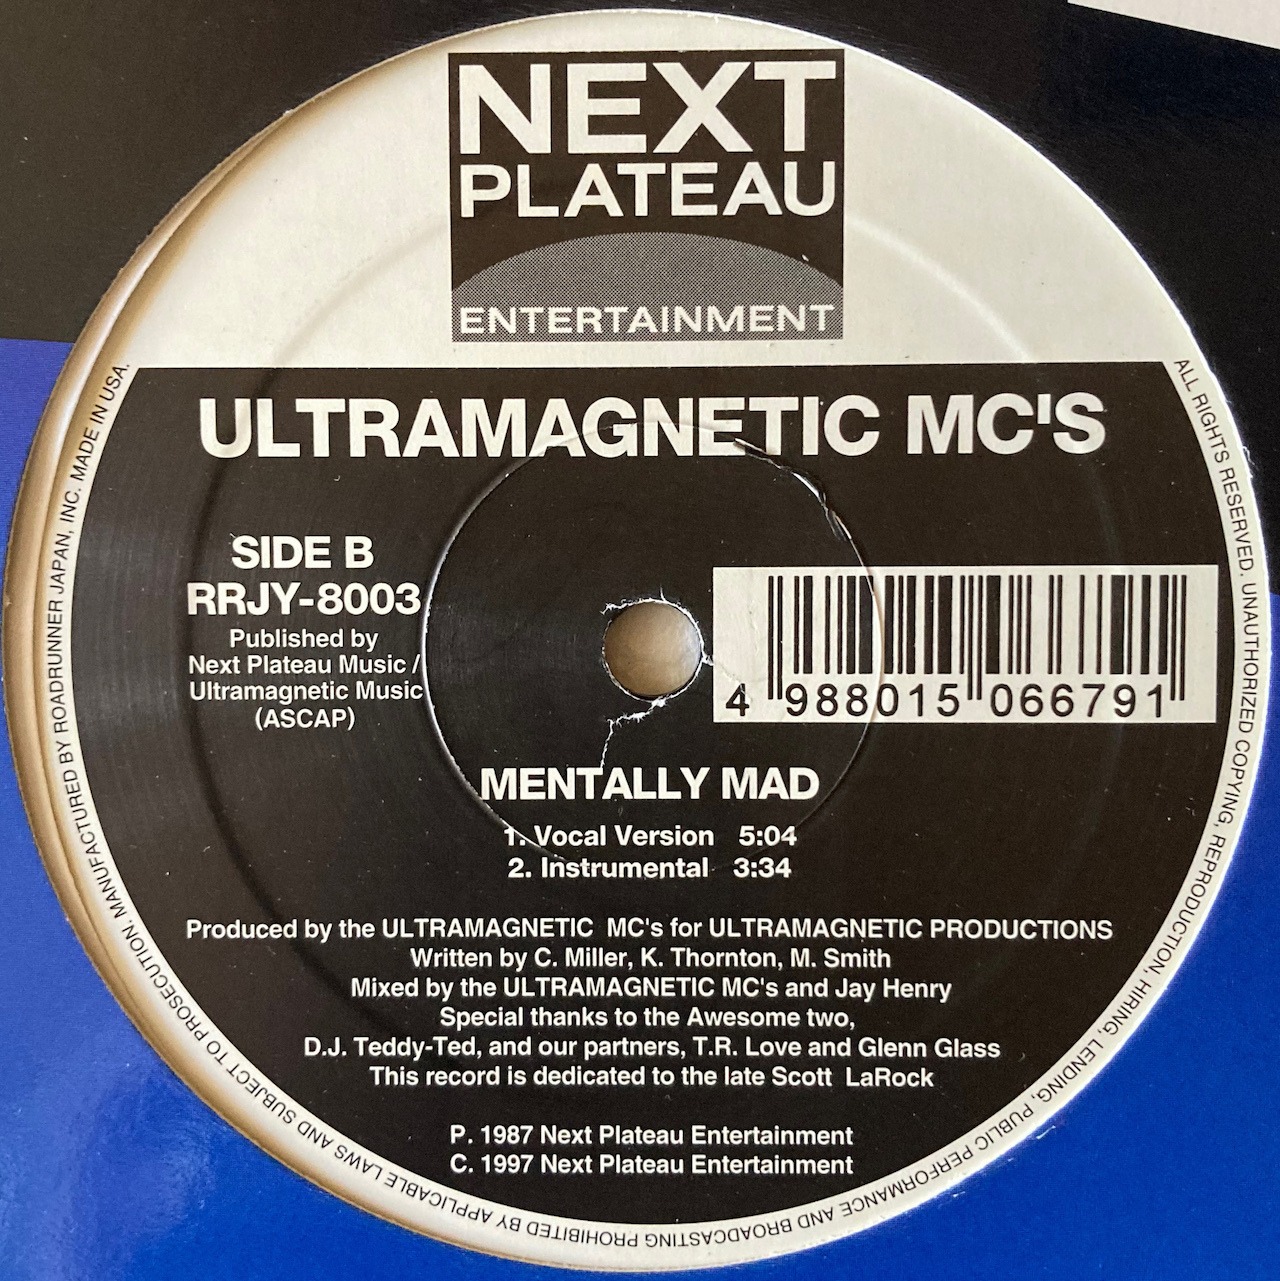 NEXT
PLATEAU
ENTERTAINMENT
ULTRAMAGNETIC MC'S
SIDE B
RRJY-8003
Published by
Next Plateau Music /
Ultramagnetic Music
(ASCAP)
4 988015 066791
MENTALLY MAD
1. Vocal Version 5:04
2. Instrumental 3:34
Produced by the ULTRAMAGNETIC MC's for ULTRAMAGNETIC PRODUCTIONS
Written by C. Miller, K. Thornton, M. Smith
Mixed by the ULTRAMAGNETIC MC's and Jay Henry
Special thanks to the Awesome two,
D.J. Teddy-Ted, and our partners, T.R. Love and Glenn Glass
This record is dedicated to the late Scott LaRock
P. 1987 Next Plateau Entertainment
C. 1997 Next Plateau Entertainment
ALL RIGHTS RESERVED. UNAUTHORIZED COPYING, REPRODUCTION, HIRING, LENDING, PUBLIC PERFORMANCE AND BROADCASTING PROHIBITED BY APPLICABLE LAWS AND SUBJECT TO PROSECUTION. MANUFACTURED BY ROADRUNNER JAPAN, INC. MADE IN USA.